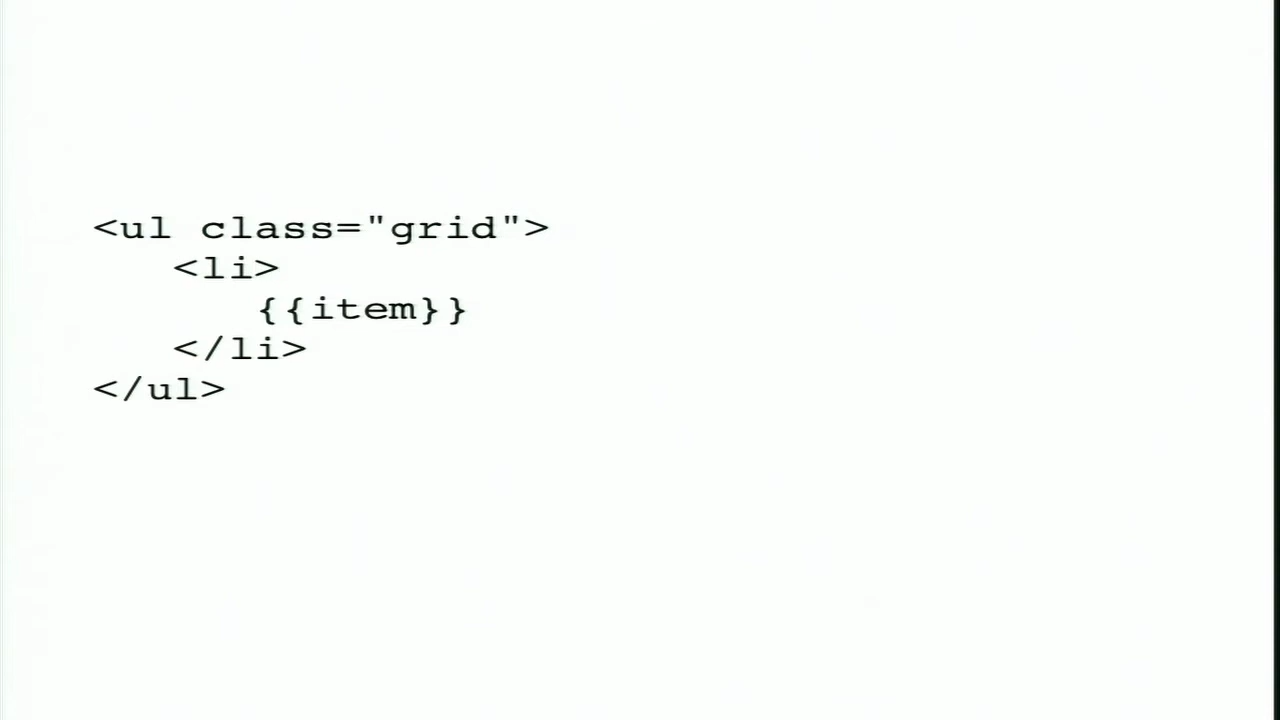 <ul class="grid">
<li>
{{item}}
</li>
</ul>